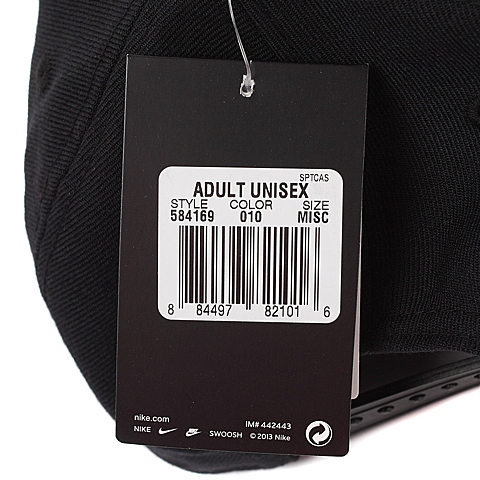 SPTCAS
ADULT UNISEX
STYLE COLOR SIZE
584169 010 MISC
8 84497 82101 6
nike.com IM# 442443
NIKE SWOOSH © 2013 Nike